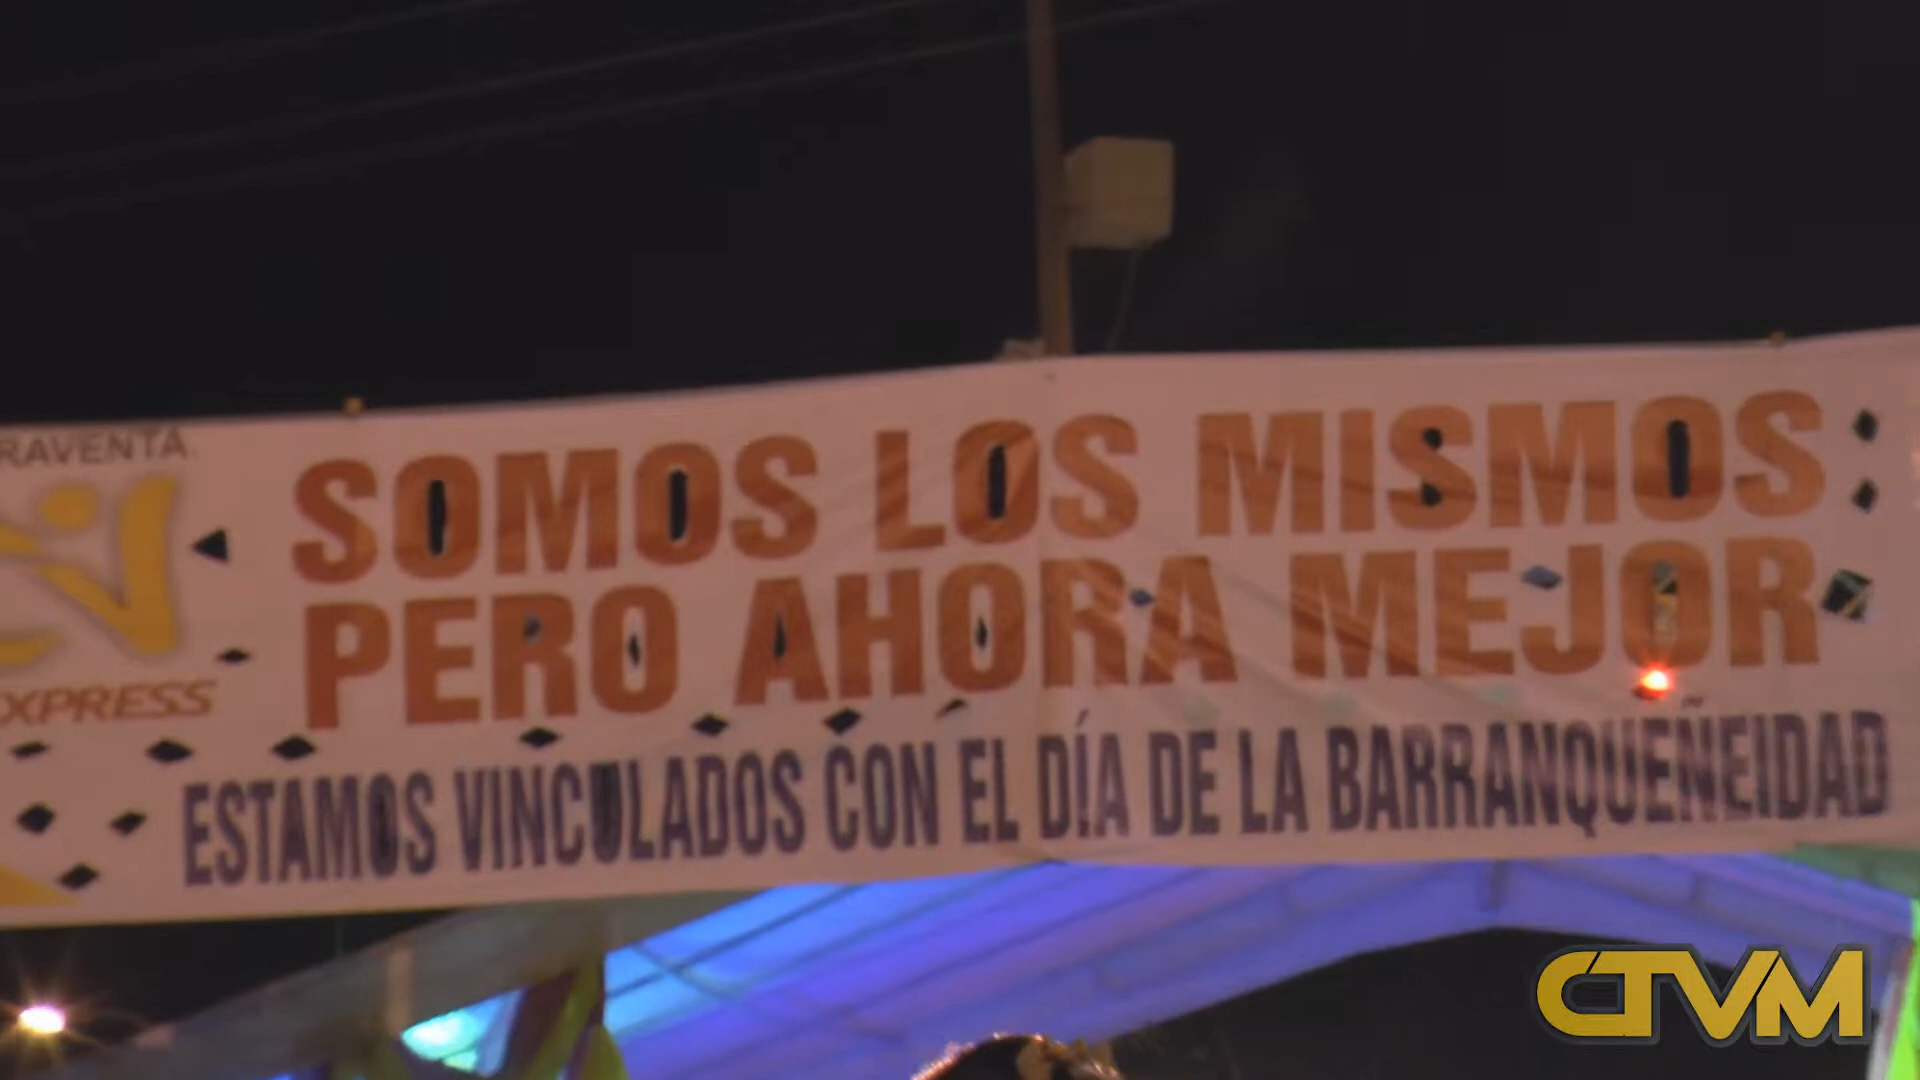 RAVENTA
SOMOS LOS MISMOS
PERO AHORA MEJOR
XPRESS
ESTAMOS VINCULADOS CON EL DÍA DE LA BARRANQUEÑEIDAD
CTVM